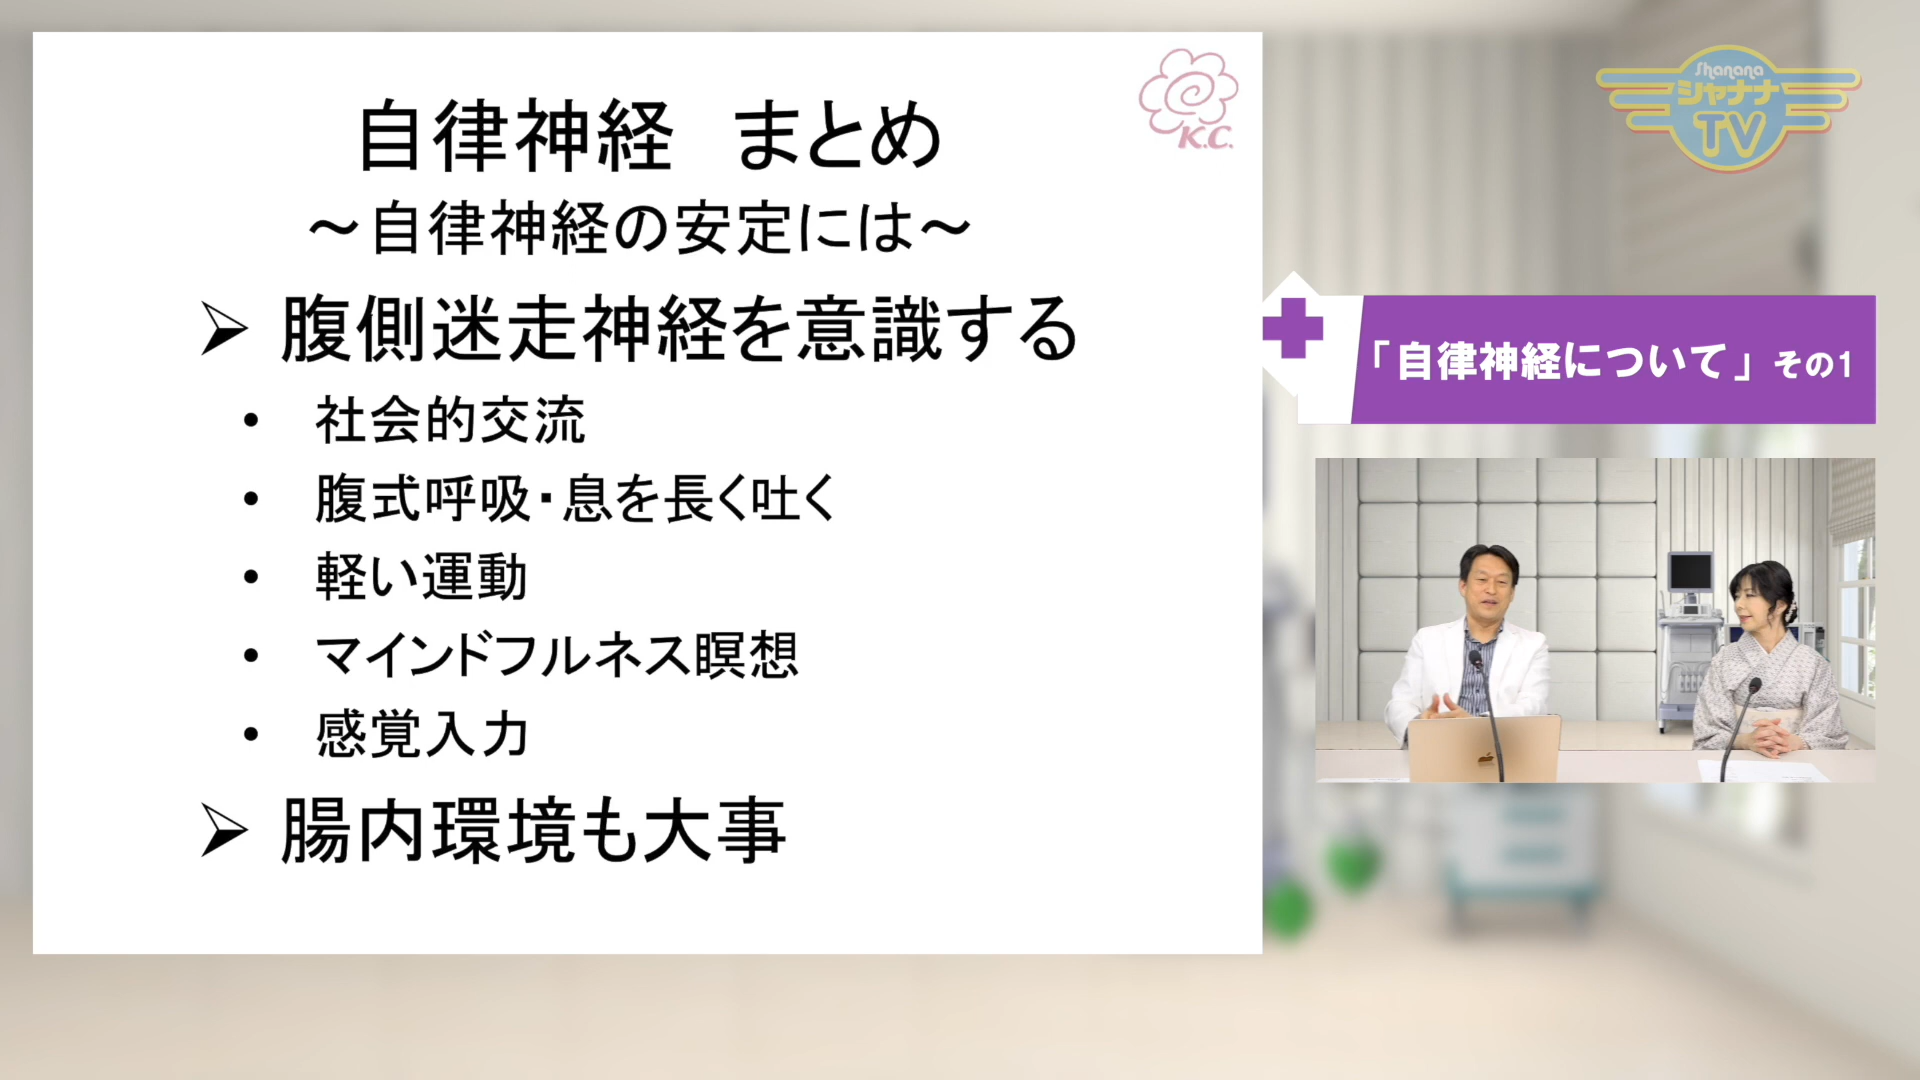 自律神経　まとめ
～自律神経の安定には～
➢ 腹側迷走神経を意識する
• 社会的交流
• 腹式呼吸・息を長く吐く
• 軽い運動
• マインドフルネス瞑想
• 感覚入力
➢ 腸内環境も大事
K.C.
Shanana
シャナナ
TV
「自律神経について」その1